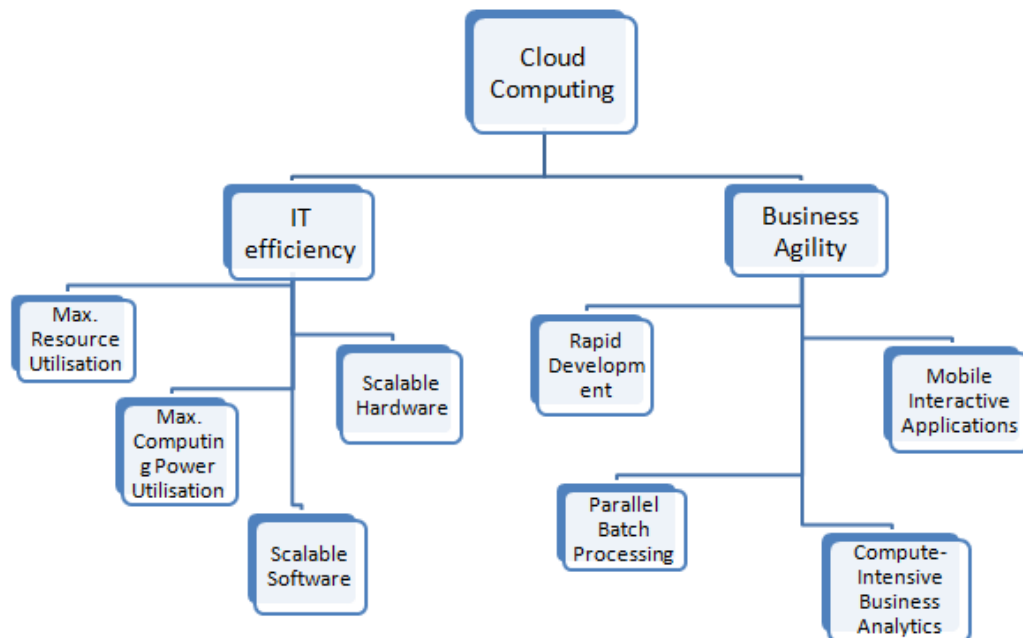 Cloud
Computing
IT
efficiency
Business
Agility
Max.
Resource
Utilisation
Scalable
Hardware
Max.
Computin
g Power
Utilisation
Scalable
Software
Rapid
Developm
ent
Mobile
Interactive
Applications
Parallel
Batch
Processing
Compute-
Intensive
Business
Analytics